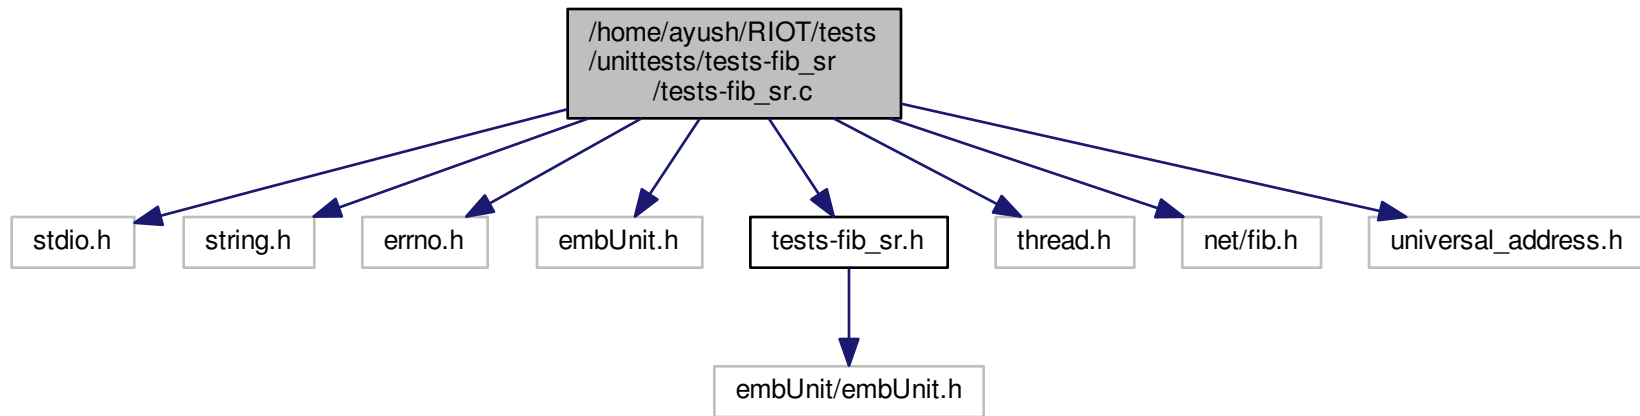 /home/ayush/RIOT/tests
/unittests/tests-fib_sr
/tests-fib_sr.c
stdio.h
string.h
errno.h
embUnit.h
tests-fib_sr.h
thread.h
net/fib.h
universal_address.h
embUnit/embUnit.h